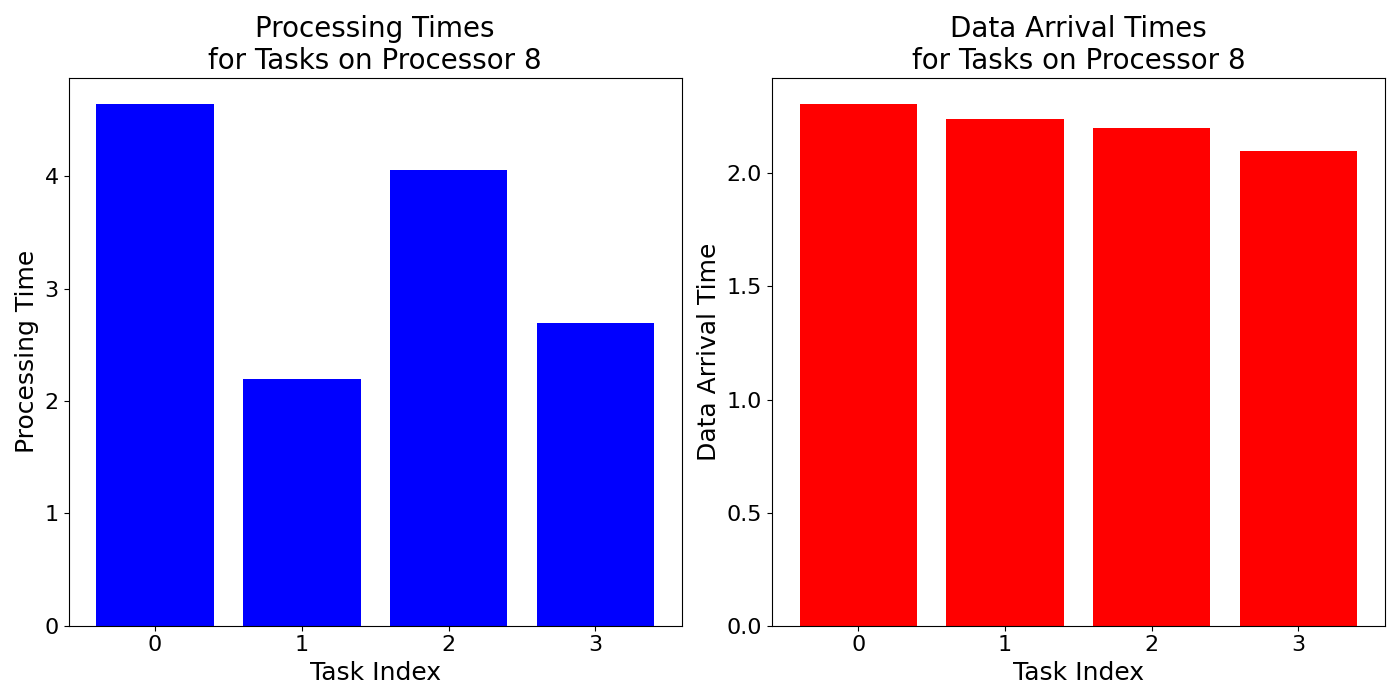 Processing Times
for Tasks on Processor 8
Processing Time
4
3
2
1
0
0 1 2 3
Task Index
Data Arrival Times
for Tasks on Processor 8
Data Arrival Time
2.0
1.5
1.0
0.5
0.0
0 1 2 3
Task Index